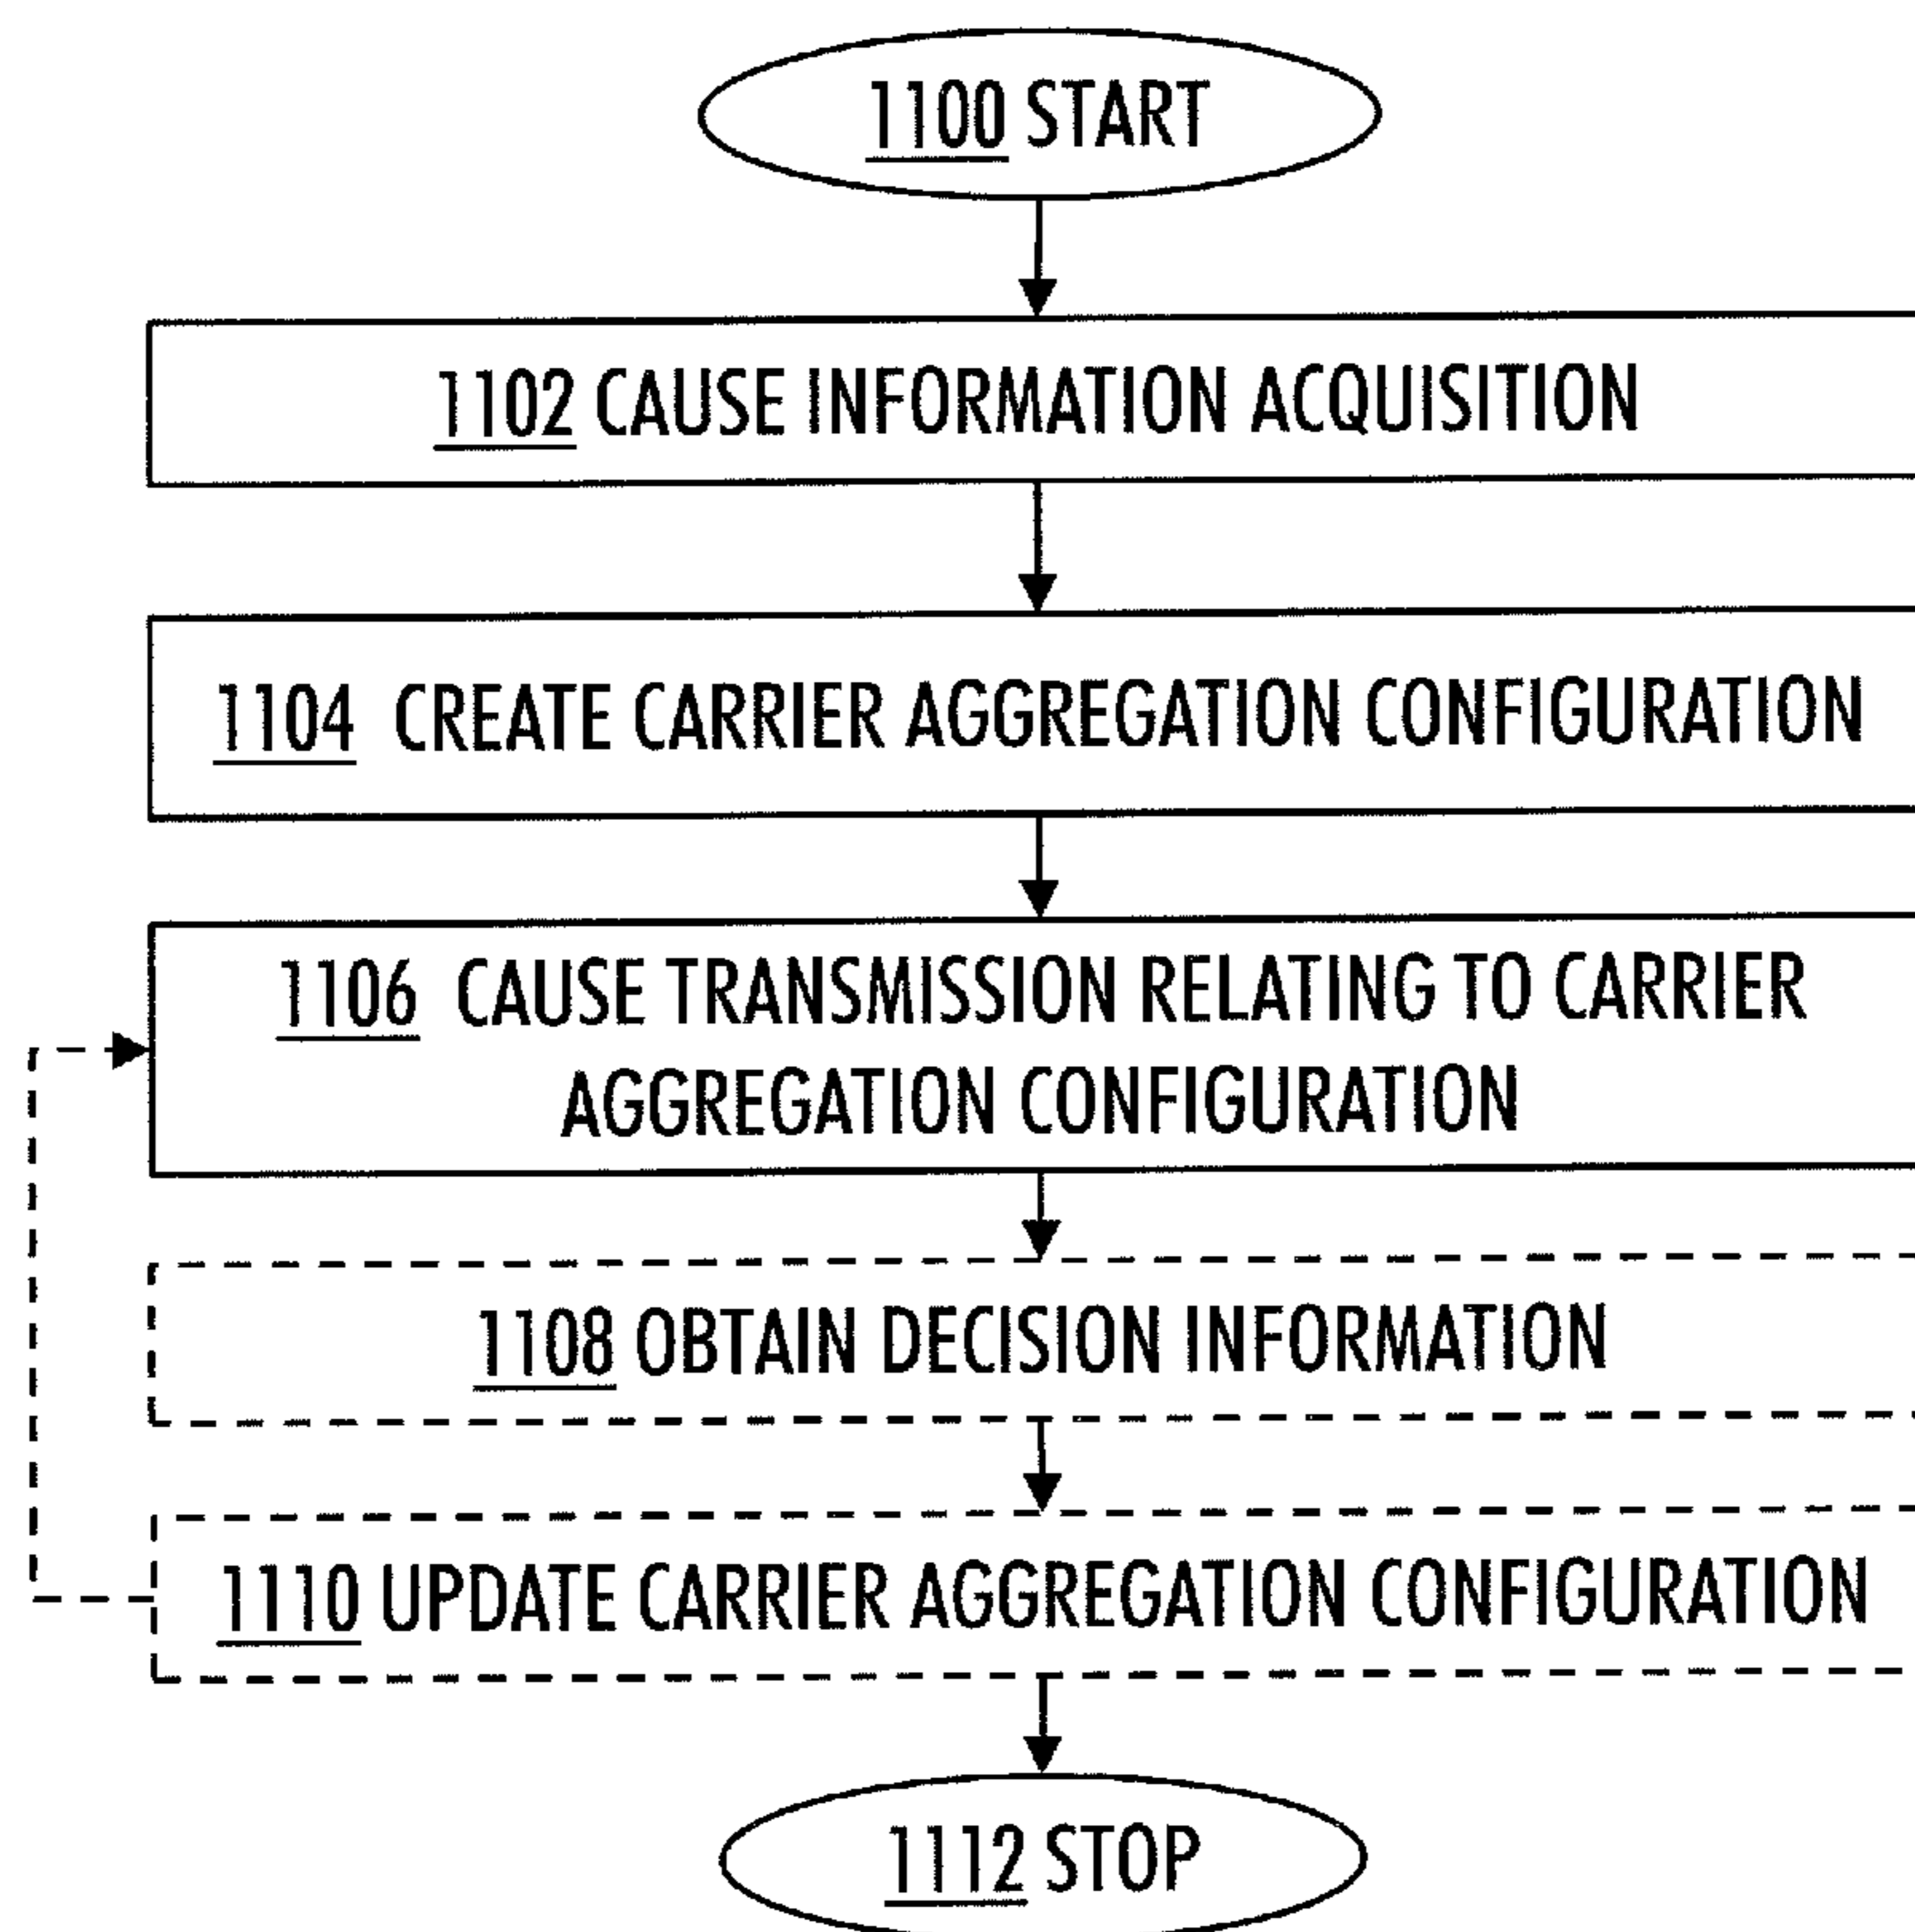 1100 START
1102 CAUSE INFORMATION ACQUISITION
1104 CREATE CARRIER AGGREGATION CONFIGURATION
1106 CAUSE TRANSMISSION RELATING TO CARRIER
AGGREGATION CONFIGURATION
1108 OBTAIN DECISION INFORMATION
1110 UPDATE CARRIER AGGREGATION CONFIGURATION
1112 STOP